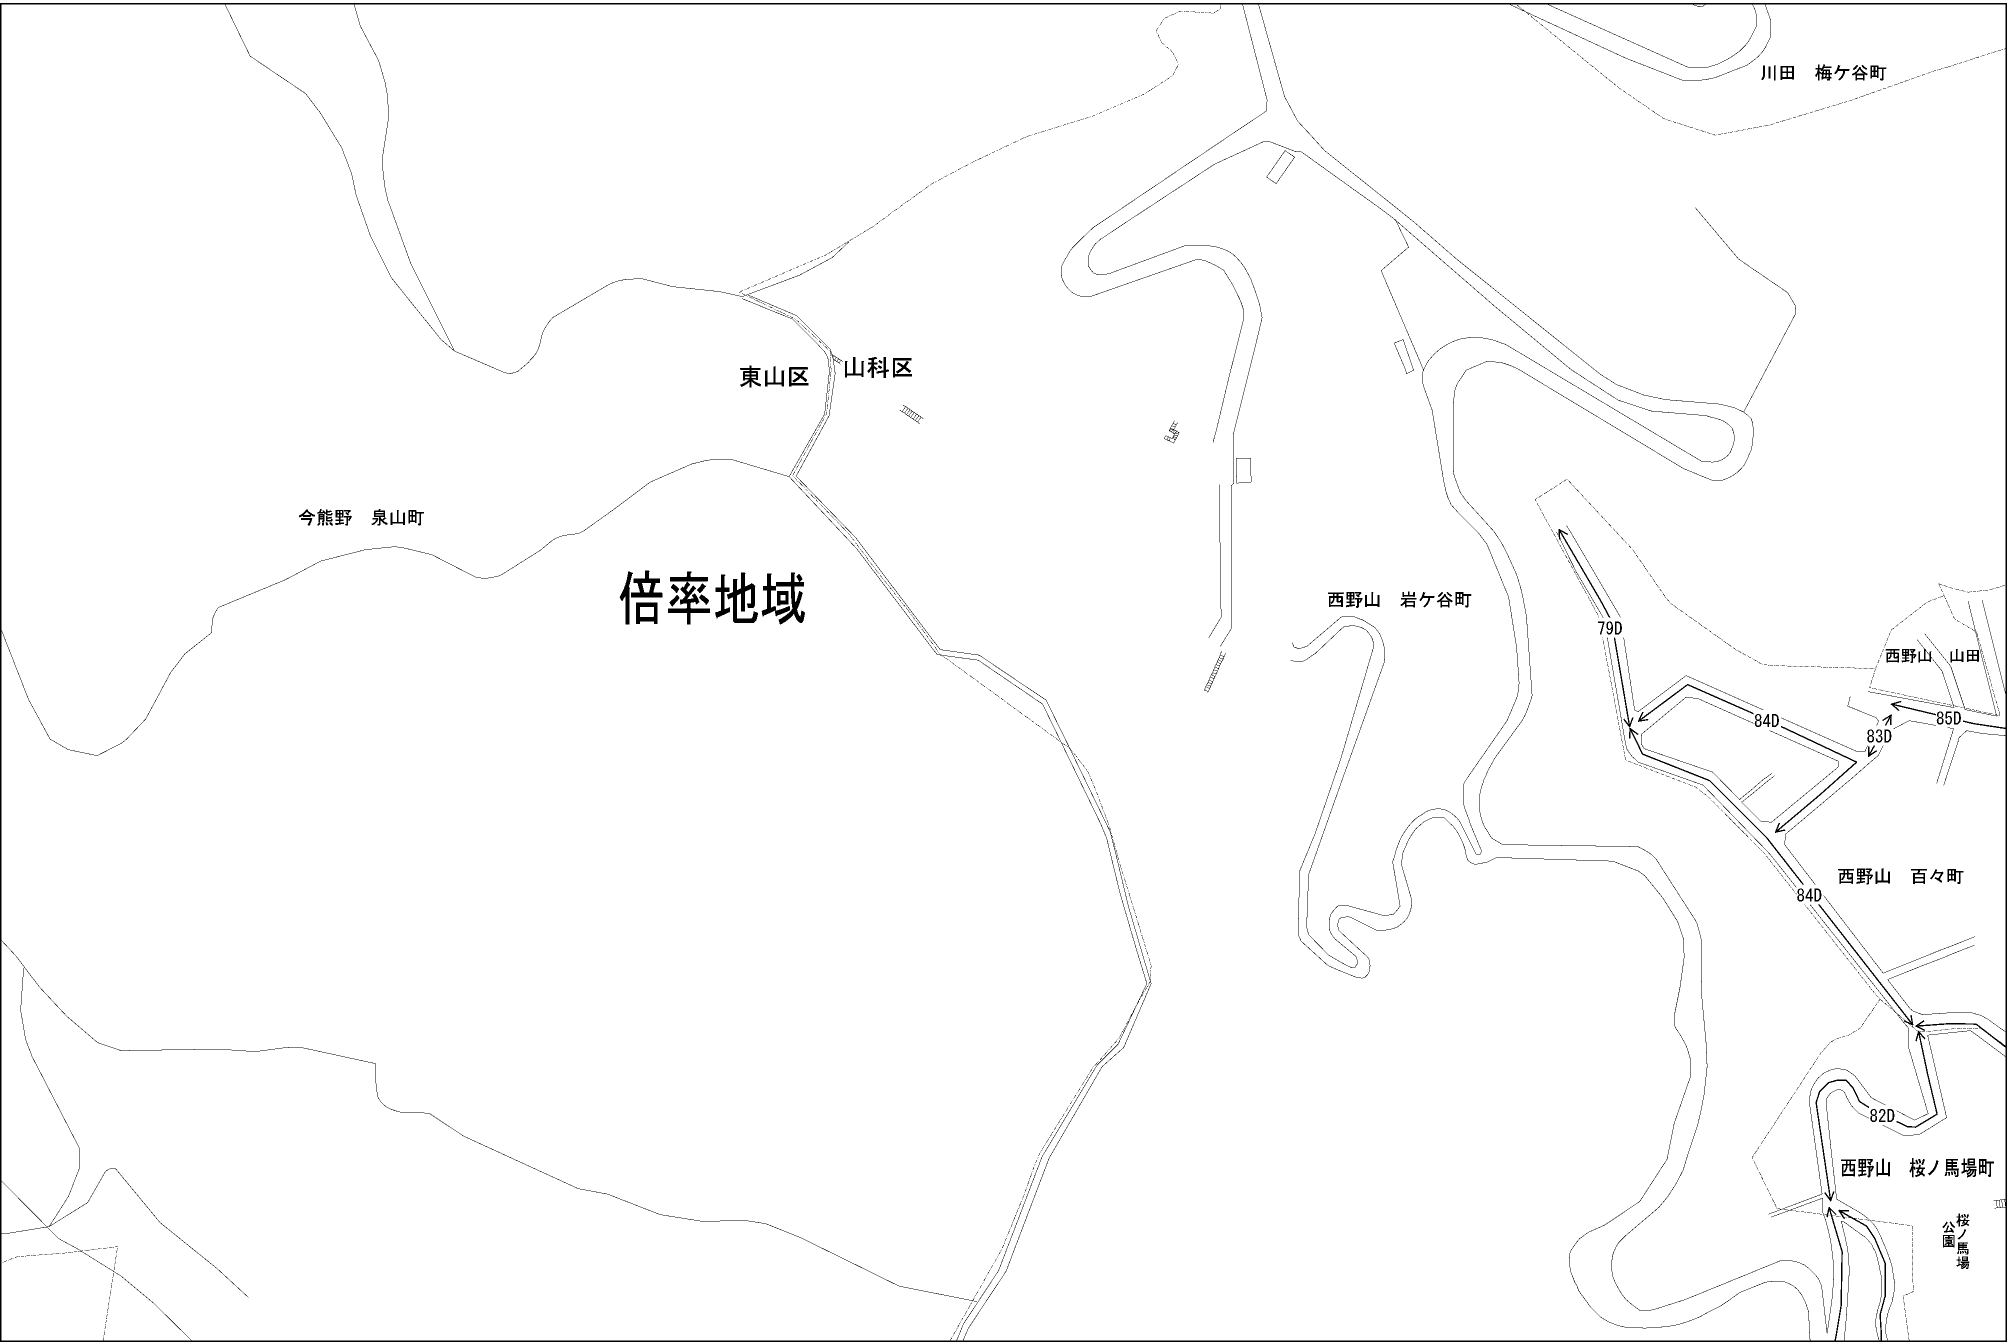 川田　梅ケ谷町
東山区
山科区
今熊野　泉山町
倍率地域
西野山　岩ケ谷町
79D
西野山　山田
84D
85D
83D
西野山　百々町
84D
82D
西野山　桜ノ馬場町
桜ノ馬場
公園